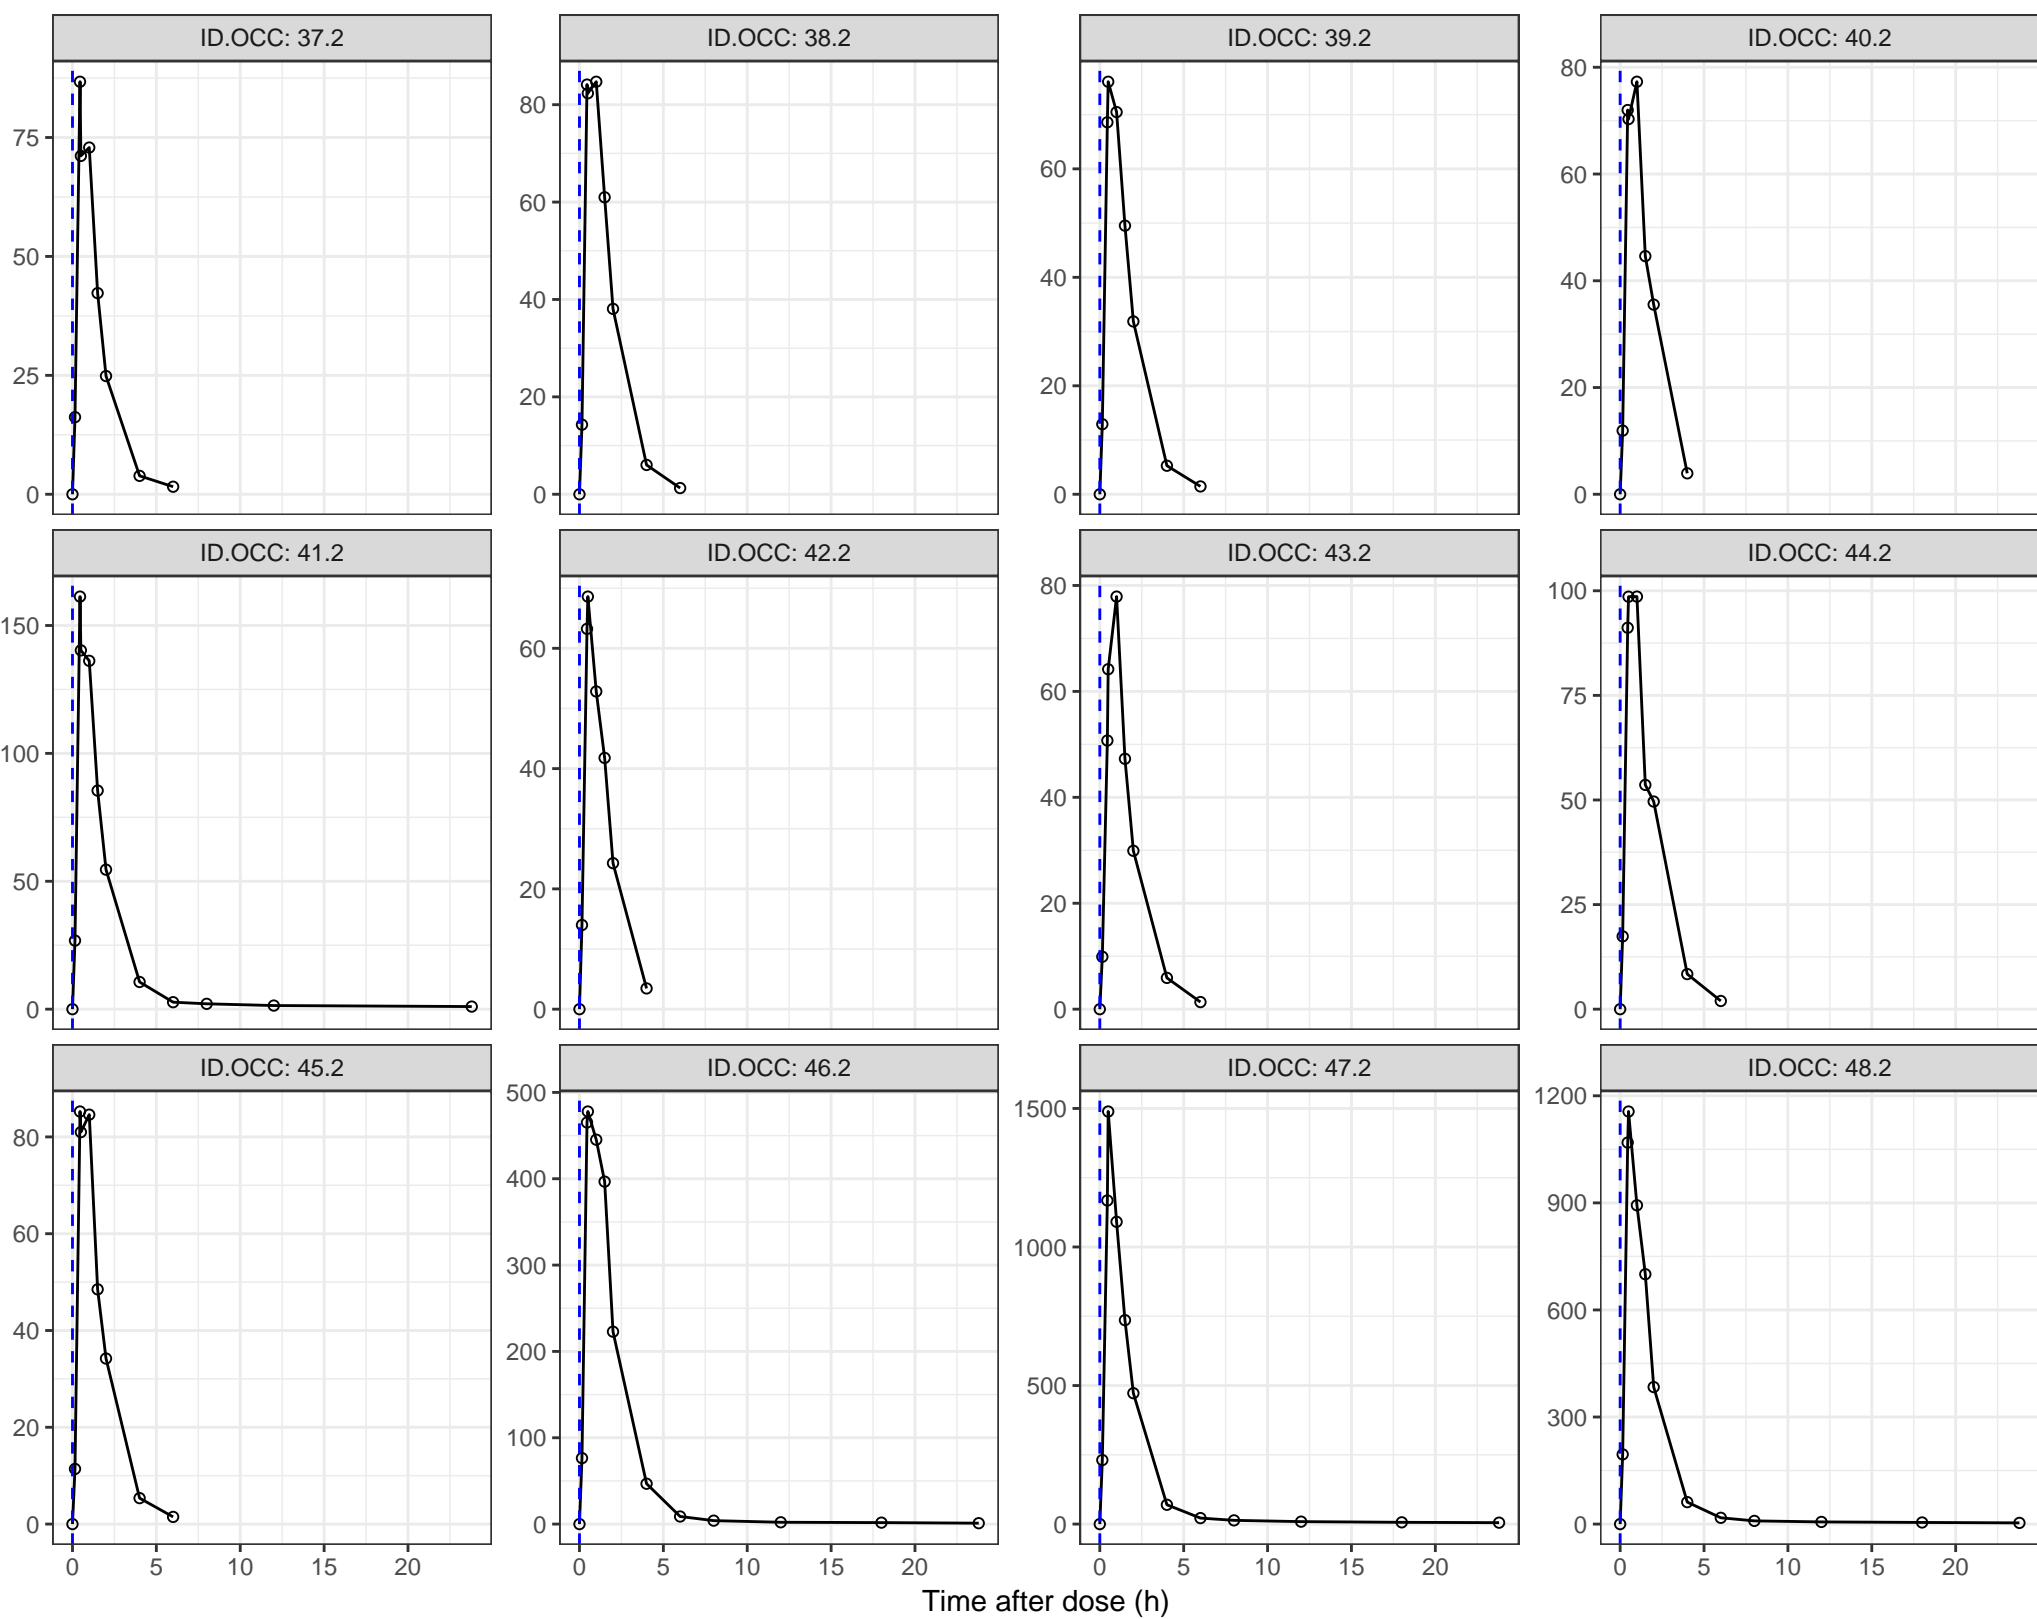 ID.OCC: 37.2 ID.OCC: 38.2 ID.OCC: 39.2 ID.OCC: 40.2
75 80 60 80
50 60 40 60
25 40 20 40
0 20 0 20
0 0
ID.OCC: 41.2 ID.OCC: 42.2 ID.OCC: 43.2 ID.OCC: 44.2
150 60 80 100
100 40 60 75
50 20 40 50
0 0 20 25
0 0
ID.OCC: 45.2 ID.OCC: 46.2 ID.OCC: 47.2 ID.OCC: 48.2
80 500 1500 1200
60 400 1000 900
40 300 500 600
20 200 0 300
0 100 0
0
0 5 10 15 20 0 5 10 15 20 0 5 10 15 20 0 5 10 15 20
Time after dose (h)